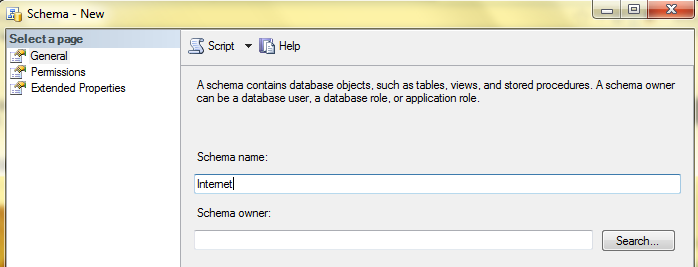 Schema - New
Select a page
General
Permissions
Extended Properties
Script Help
A schema contains database objects, such as tables, views, and stored procedures. A schema owner
can be a database user, a database role, or application role.
Schema name:
Internet
Schema owner:
Search...